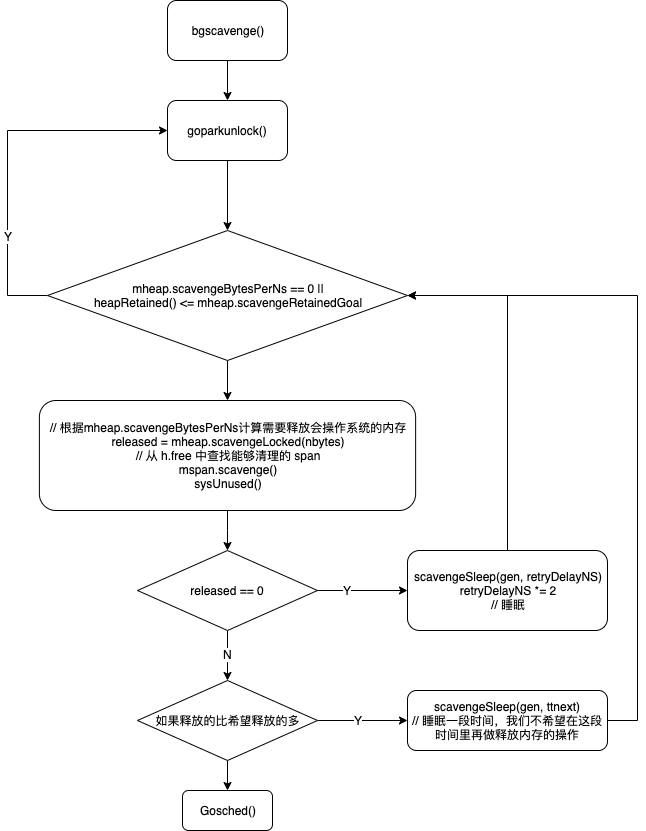 bgscavenge()
goparkunlock()
Y
mheap.scavengeBytesPerNs == 0 ||
heapRetained() <= mheap.scavengeRetainedGoal
// 根据mheap.scavengeBytesPerNs计算需要释放会操作系统的内存
released = mheap.scavengeLocked(nbytes)
// 从 h.free 中查找能够清理的 span
mspan.scavenge()
sysUnused()
released == 0
Y
scavengeSleep(gen, retryDelayNS)
retryDelayNS *= 2
// 睡眠
N
如果释放的比希望释放的多
Y
scavengeSleep(gen, ttnext)
// 睡眠一段时间，我们不希望在这段
时间里再做释放内存的操作
Gosched()